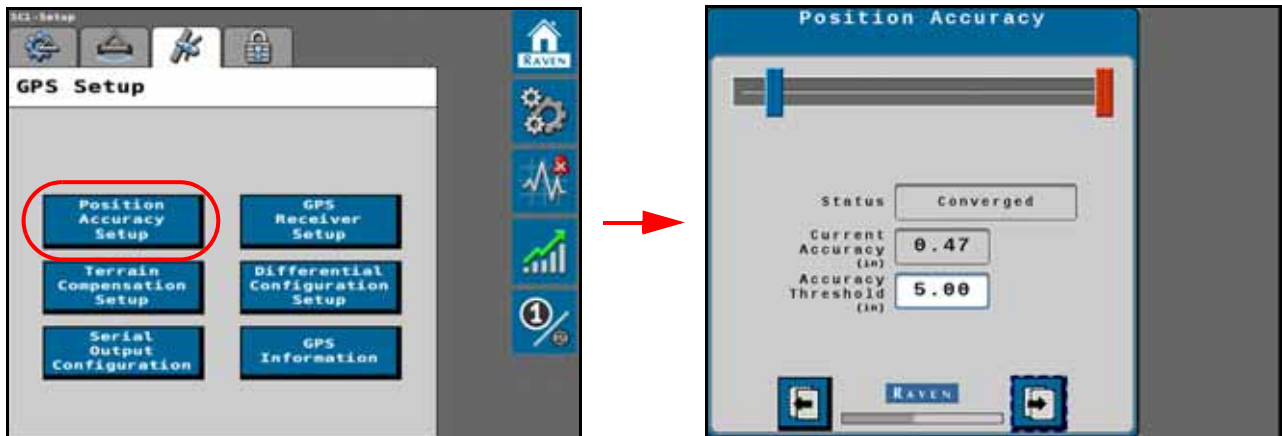 SC1-Setup
GPS Setup
RAVEN
Position
Accuracy
Setup
GPS
Receiver
Setup
Terrain
Compensation
Setup
Differential
Configuration
Setup
Serial
Output
Configuration
GPS
Information
1
Position Accuracy
Status Converged
Current
Accuracy
(in)
0.47
Accuracy
Threshold
(in)
5.00
RAVEN